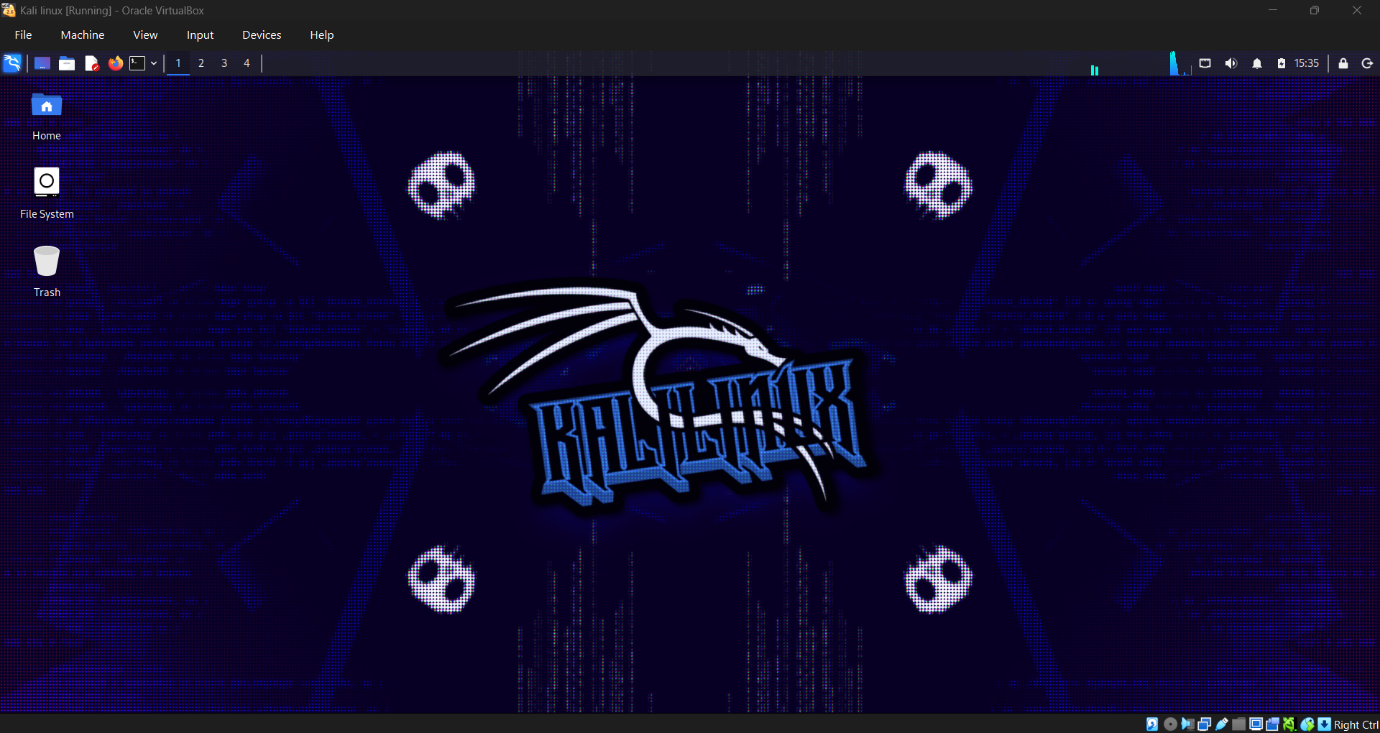 Kali linux [Running] - Oracle VirtualBox
File Machine View Input Devices Help
1 2 3 4
15:35
Home
File System
Trash
KALI LINUX
Right Ctrl